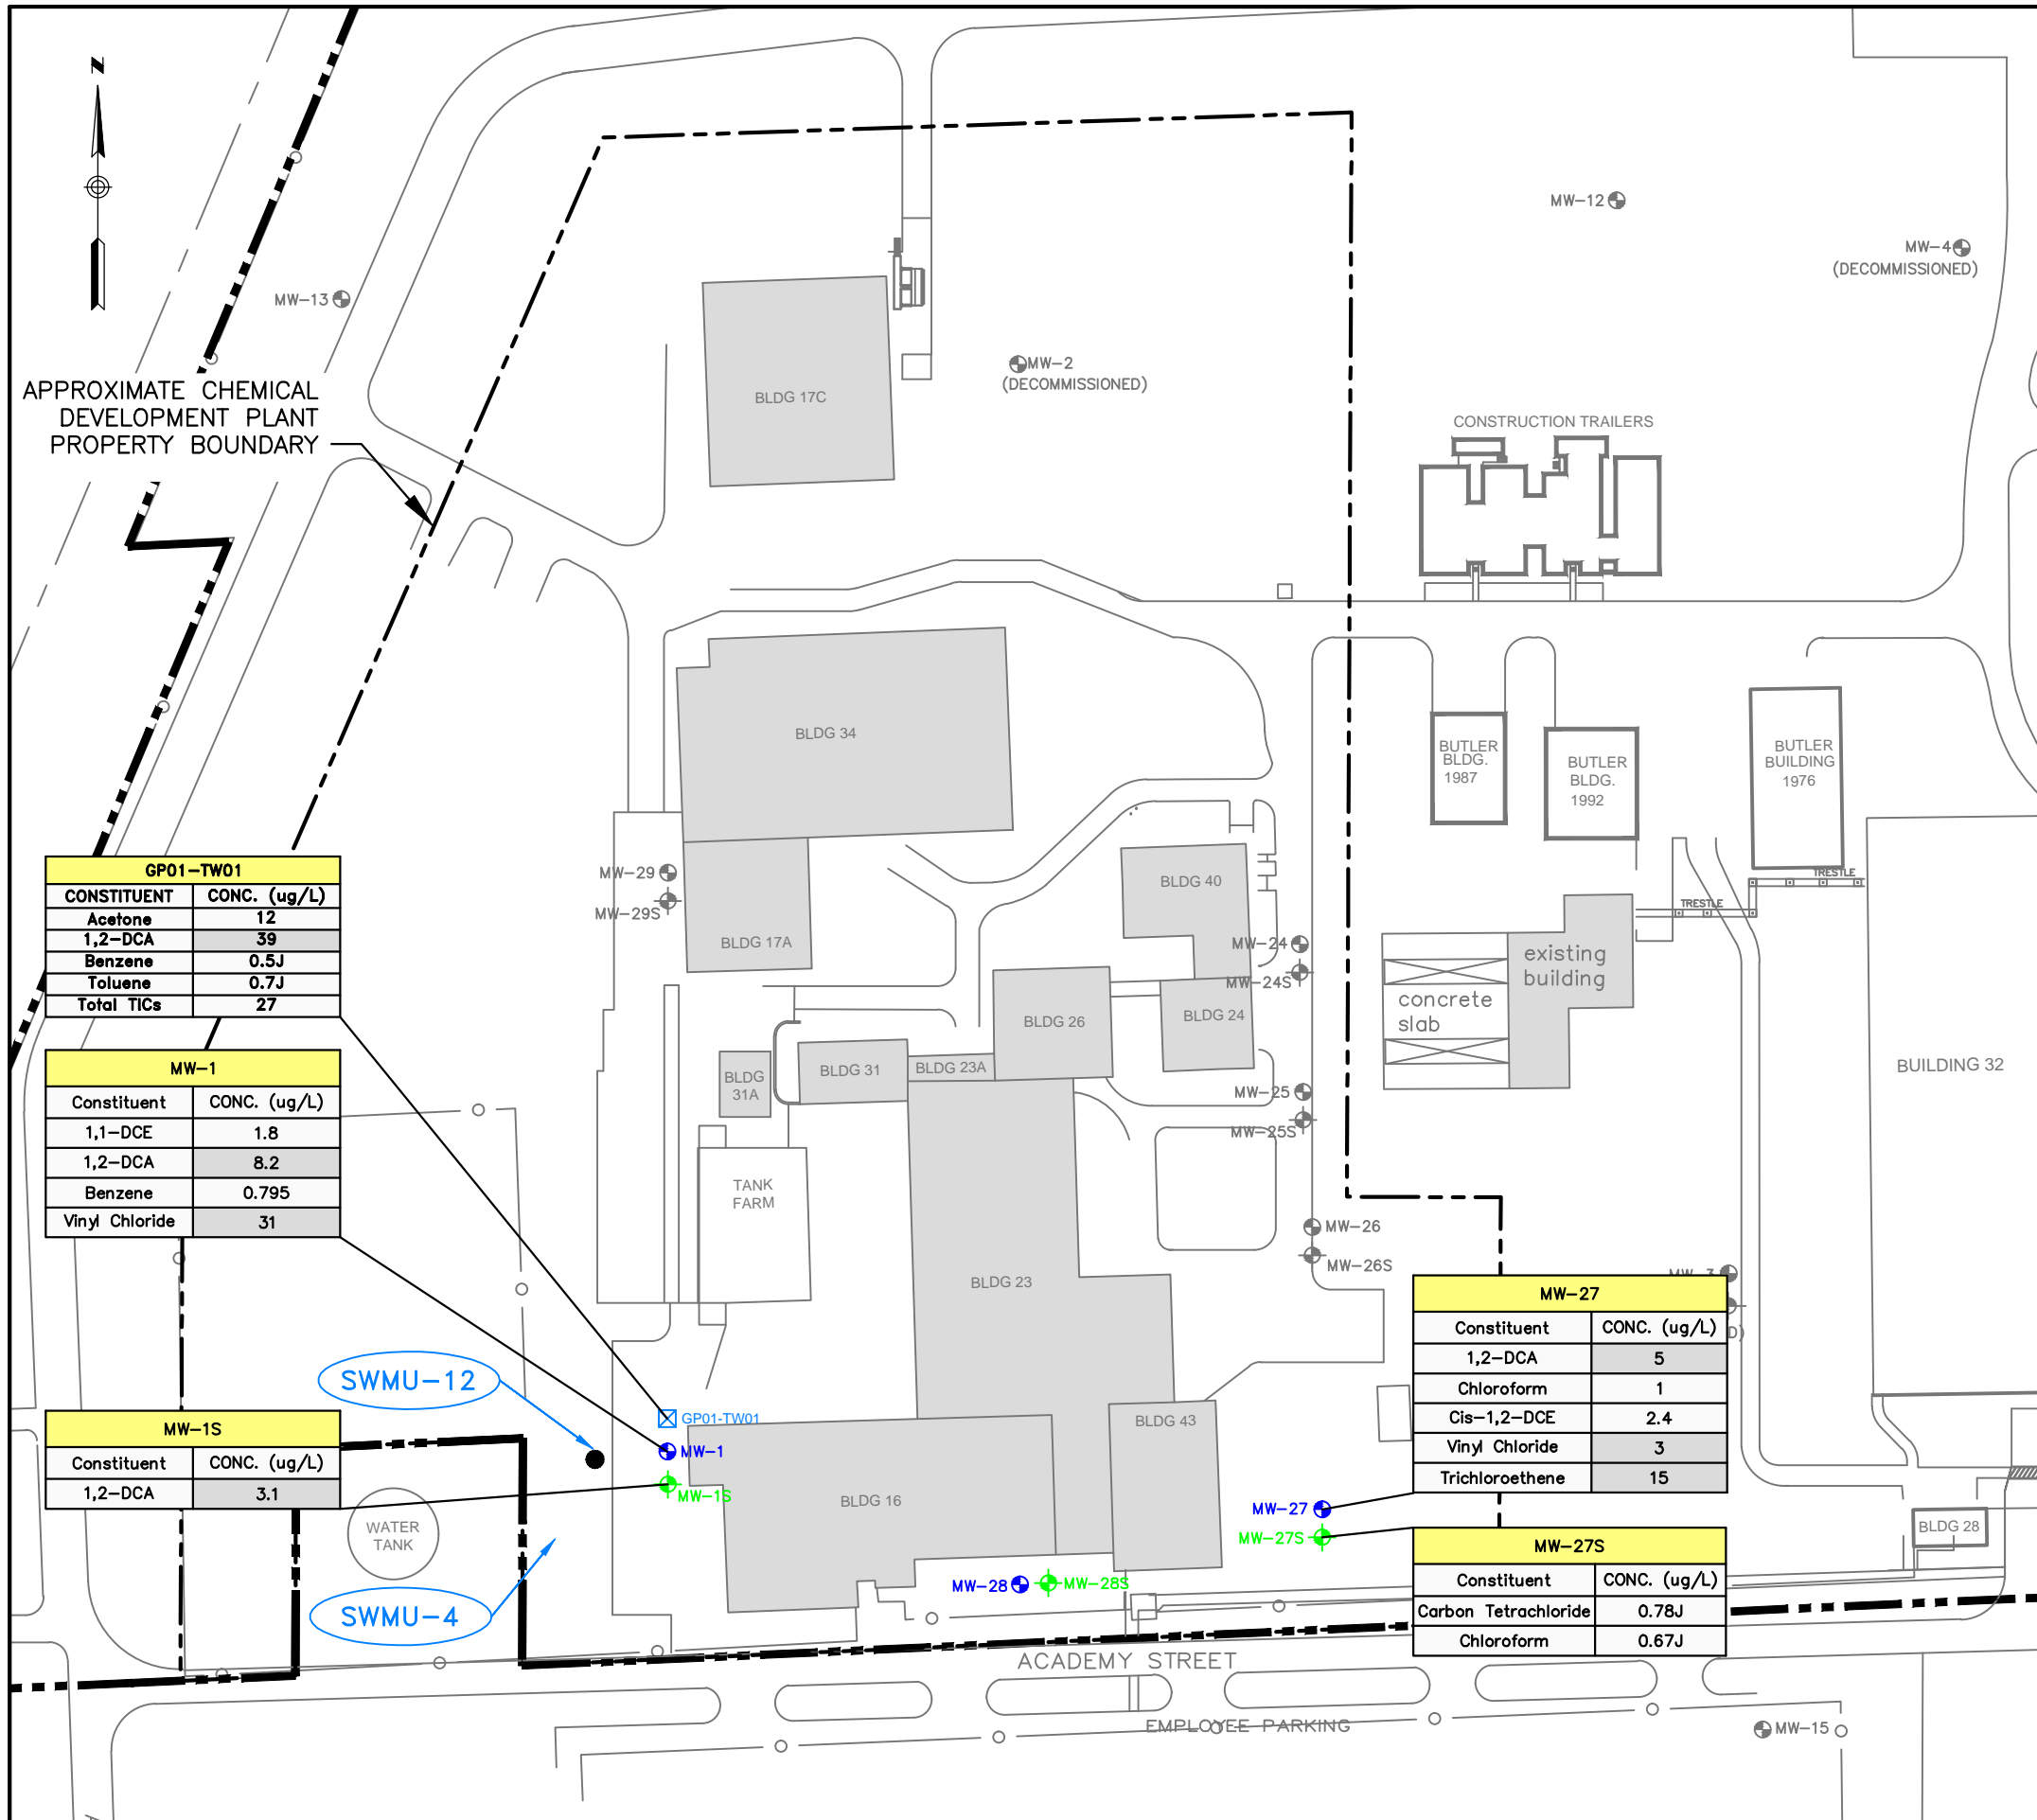 N
MW-12
MW-4
(DECOMMISSIONED)
MW-13
MW-2
(DECOMMISSIONED)
BLDG 17C
APPROXIMATE CHEMICAL
DEVELOPMENT PLANT
PROPERTY BOUNDARY
CONSTRUCTION TRAILERS
BLDG 34
BUTLER
BLDG.
1987
BUTLER
BLDG.
1992
BUTLER
BUILDING
1976
GP01-TW01
CONSTITUENT CONC. (ug/L)
Acetone 12
1,2-DCA 39
Benzene 0.5J
Toluene 0.7J
Total TICs 27
MW-29
MW-29S
BLDG 17A
BLDG 40
TRESTLE
TRESTLE
MW-24
MW-24S
existing
building
concrete
slab
BLDG 26
BLDG 24
BUILDING 32
MW-1
Constituent CONC. (ug/L)
1,1-DCE 1.8
1,2-DCA 8.2
Benzene 0.795
Vinyl Chloride 31
BLDG
31A
BLDG 31
BLDG 23A
MW-25
MW-25S
TANK
FARM
MW-26
MW-26S
BLDG 23
MW-3
D)
MW-27
Constituent CONC. (ug/L)
1,2-DCA 5
Chloroform 1
Cis-1,2-DCE 2.4
Vinyl Chloride 3
Trichloroethene 15
SWMU-12
GP01-TW01
MW-1
MW-1S
BLDG 43
BLDG 16
MW-1S
Constituent CONC. (ug/L)
1,2-DCA 3.1
WATER
TANK
MW-27
MW-27S
BLDG 28
MW-27S
Constituent CONC. (ug/L)
Carbon Tetrachloride 0.78J
Chloroform 0.67J
MW-28
MW-28S
SWMU-4
ACADEMY STREET
EMPLOYEE PARKING
MW-15